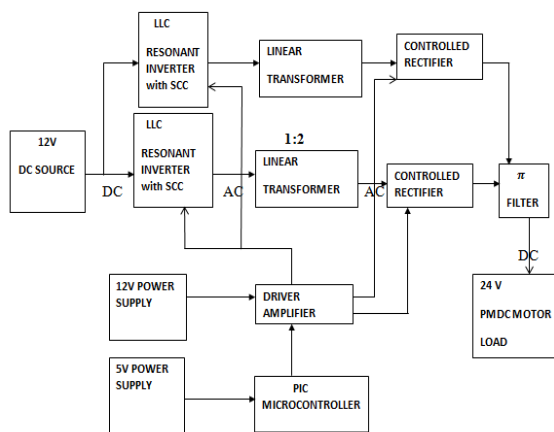 LLC
RESONANT
INVERTER
with SCC
LINEAR
TRANSFORMER
CONTROLLED
RECTIFIER
12V
DC SOURCE
DC
LLC
RESONANT
INVERTER
with SCC
AC
1:2
LINEAR
TRANSFORMER
AC
CONTROLLED
RECTIFIER
π
FILTER
DC
12V POWER
SUPPLY
DRIVER
AMPLIFIER
24 V
PMDC MOTOR
LOAD
5V POWER
SUPPLY
PIC
MICROCONTROLLER